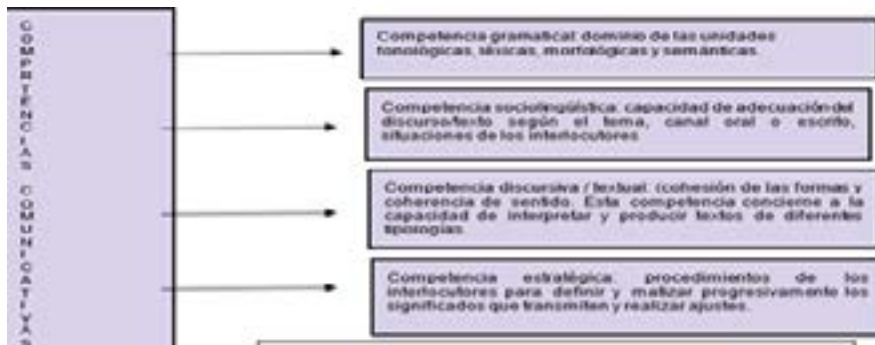 COMPETENCIAS COMUNICATIVAS
Competencia gramatical: dominio de las unidades
fonológicas, léxicas, morfológicas y semánticas.
Competencia sociolingüística: capacidad de adecuación del
discurso/texto según el tema, canal oral o escrito,
situaciones de los interlocutores
Competencia discursiva / textual: (cohesión de las formas y
coherencia de sentido. Esta competencia concierne a la
capacidad de interpretar y producir textos de diferentes
tipologías
Competencia estratégica: procedimientos de los
interlocutores para definir y matizar progresivamente los
significados que transmiten y realizar ajustes.